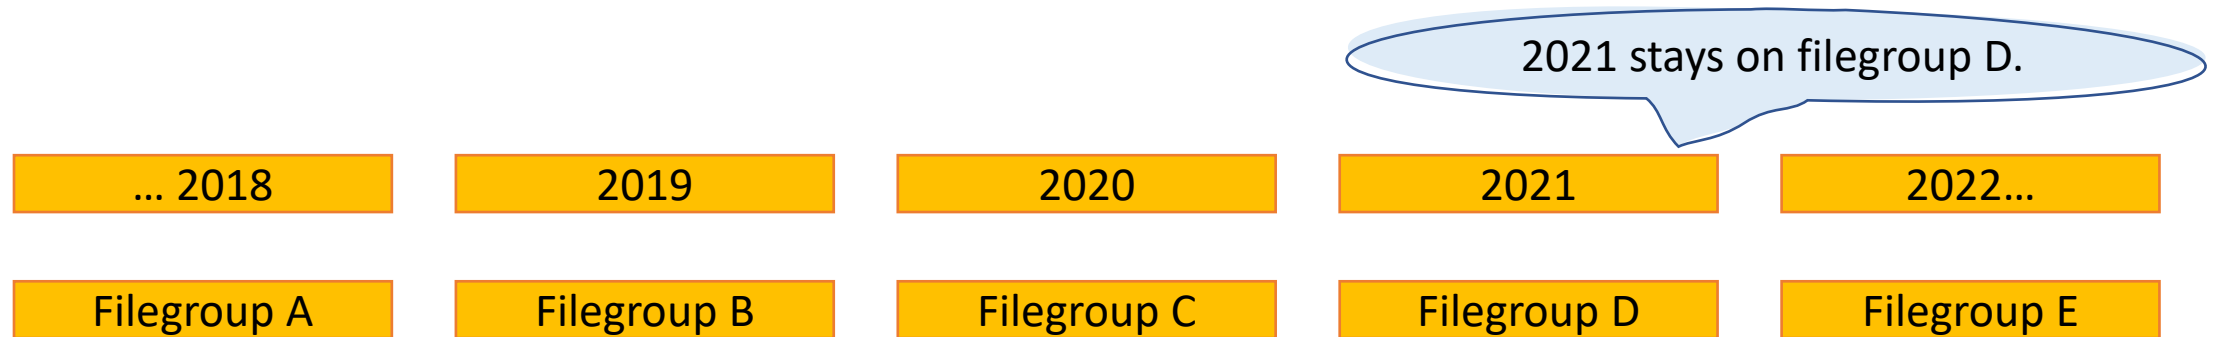 2021 stays on filegroup D.
... 2018
2019
2020
2021
2022...
Filegroup A
Filegroup B
Filegroup C
Filegroup D
Filegroup E